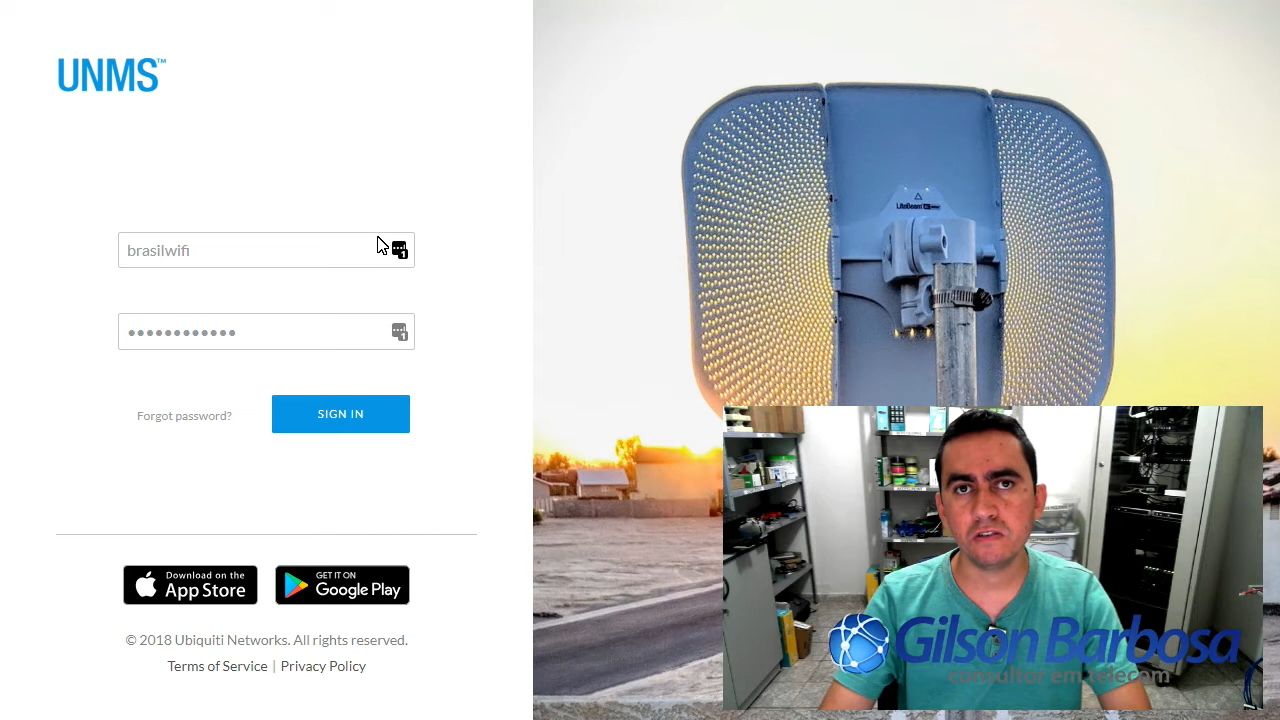 UNMS™
brasilwifi
Forgot password?
SIGN IN
Download on the
App Store
GET IT ON
Google Play
© 2018 Ubiquiti Networks. All rights reserved.
Terms of Service | Privacy Policy
LiteBeam
Gilson Barbosa
consultor em telecom